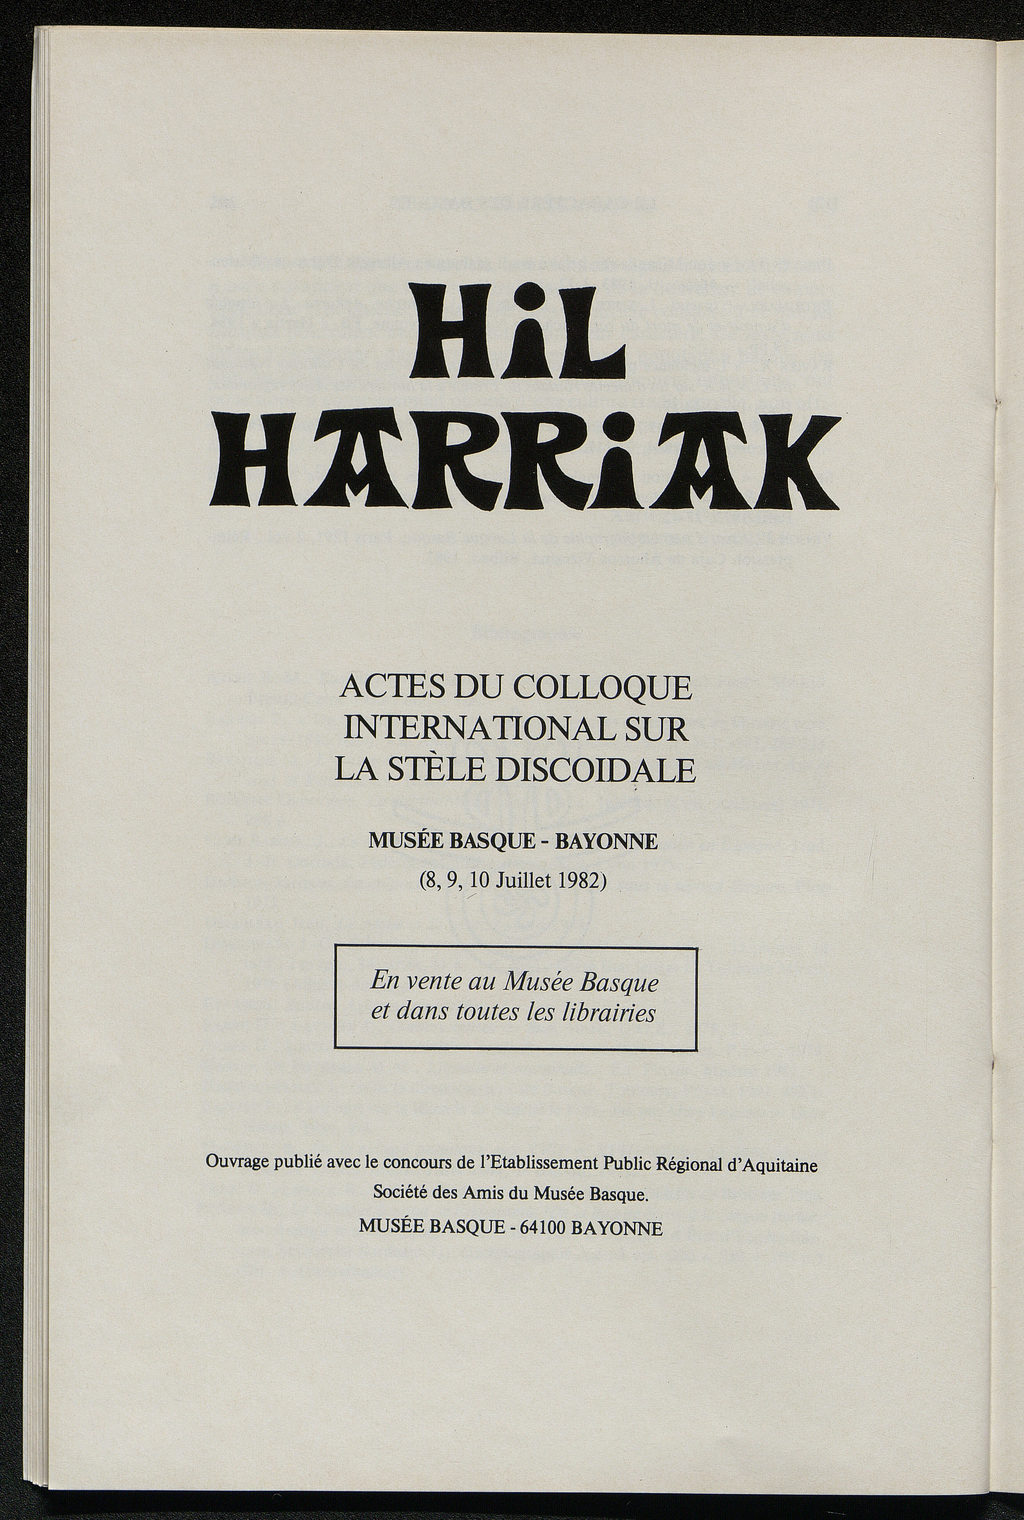 HiL
HARRiAK
ACTES DU COLLOQUE
INTERNATIONAL SUR
LA STÈLE DISCOIDALE
MUSÉE BASQUE - BAYONNE
(8, 9, 10 Juillet 1982)
En vente au Musée Basque
et dans toutes les librairies
Ouvrage publié avec le concours de l'Etablissement Public Régional d'Aquitaine
Société des Amis du Musée Basque.
MUSÉE BASQUE - 64100 BAYONNE